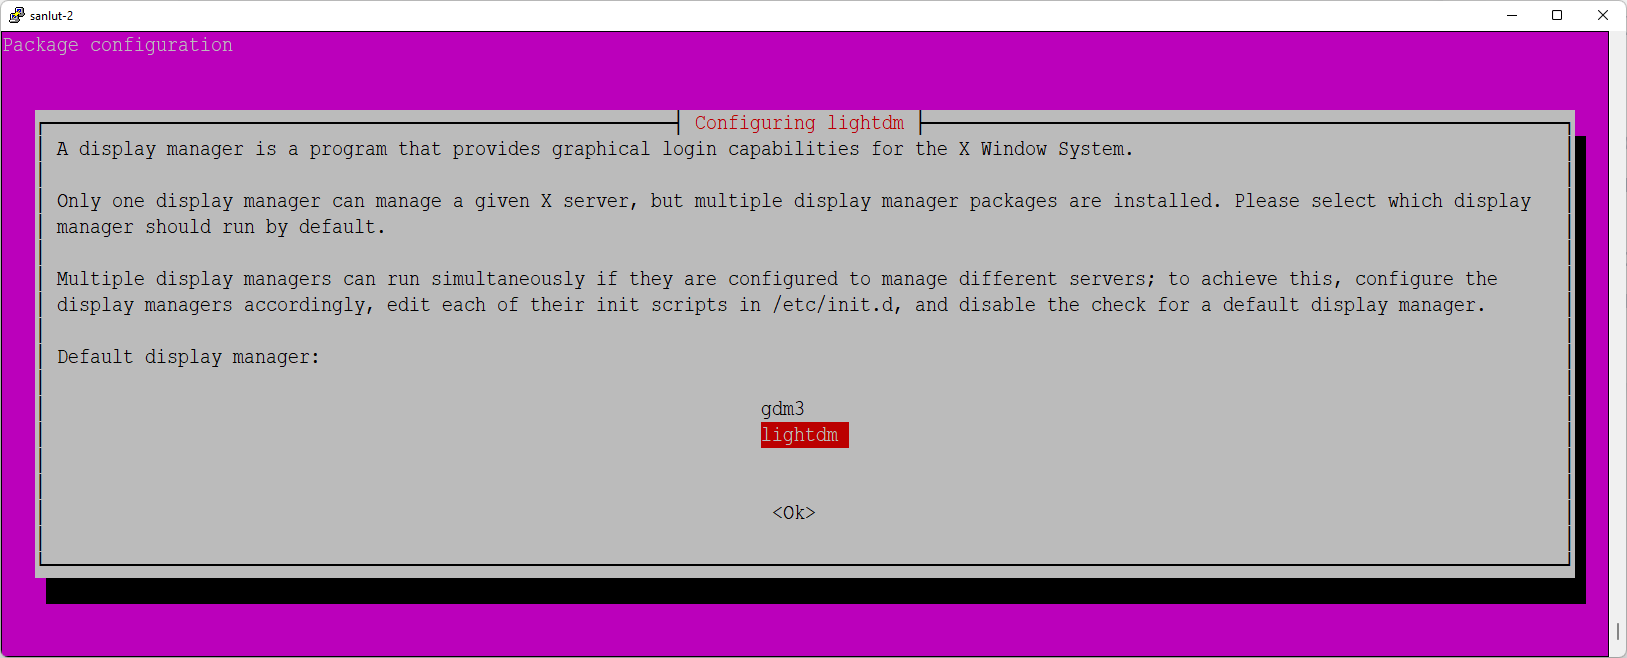 sanlut-2
Package configuration
Configuring lightdm
A display manager is a program that provides graphical login capabilities for the X Window System.
Only one display manager can manage a given X server, but multiple display manager packages are installed. Please select which display
manager should run by default.
Multiple display managers can run simultaneously if they are configured to manage different servers; to achieve this, configure the
display managers accordingly, edit each of their init scripts in /etc/init.d, and disable the check for a default display manager.
Default display manager:
gdm3
lightdm
<Ok>